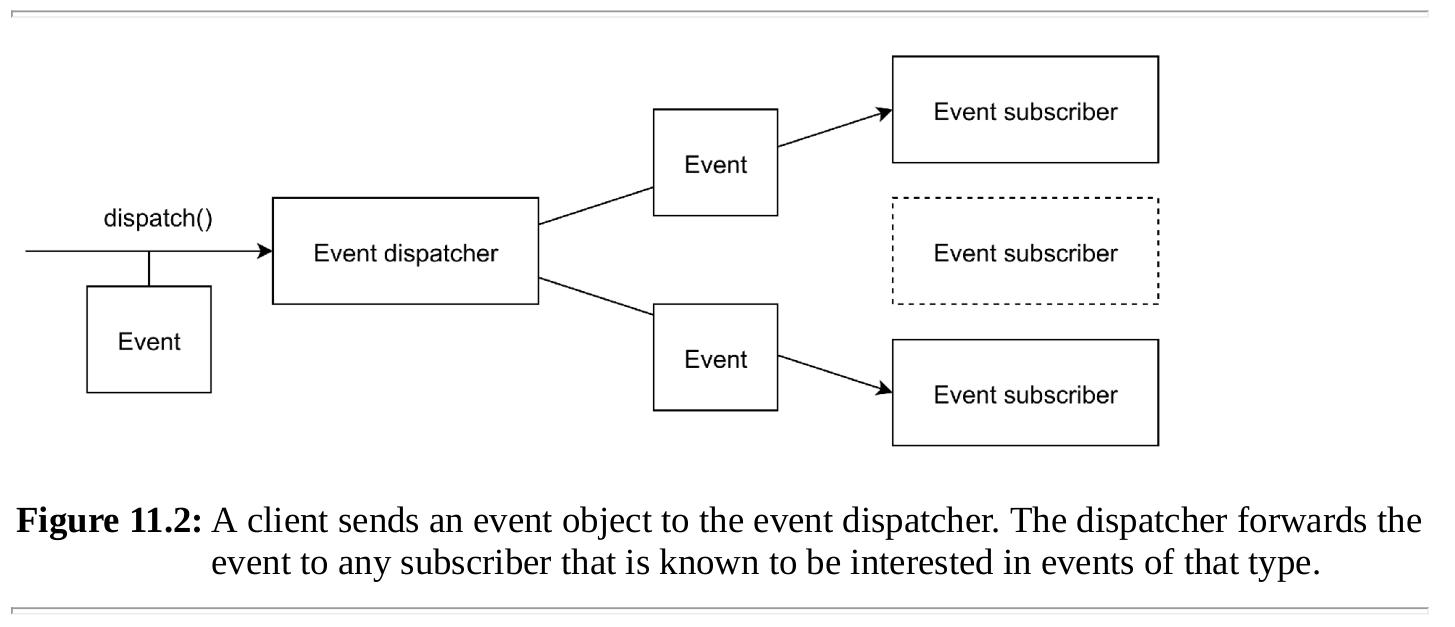 Event subscriber
Event
dispatch()
Event dispatcher
Event subscriber
Event
Event
Event subscriber
Figure 11.2: A client sends an event object to the event dispatcher. The dispatcher forwards the
event to any subscriber that is known to be interested in events of that type.